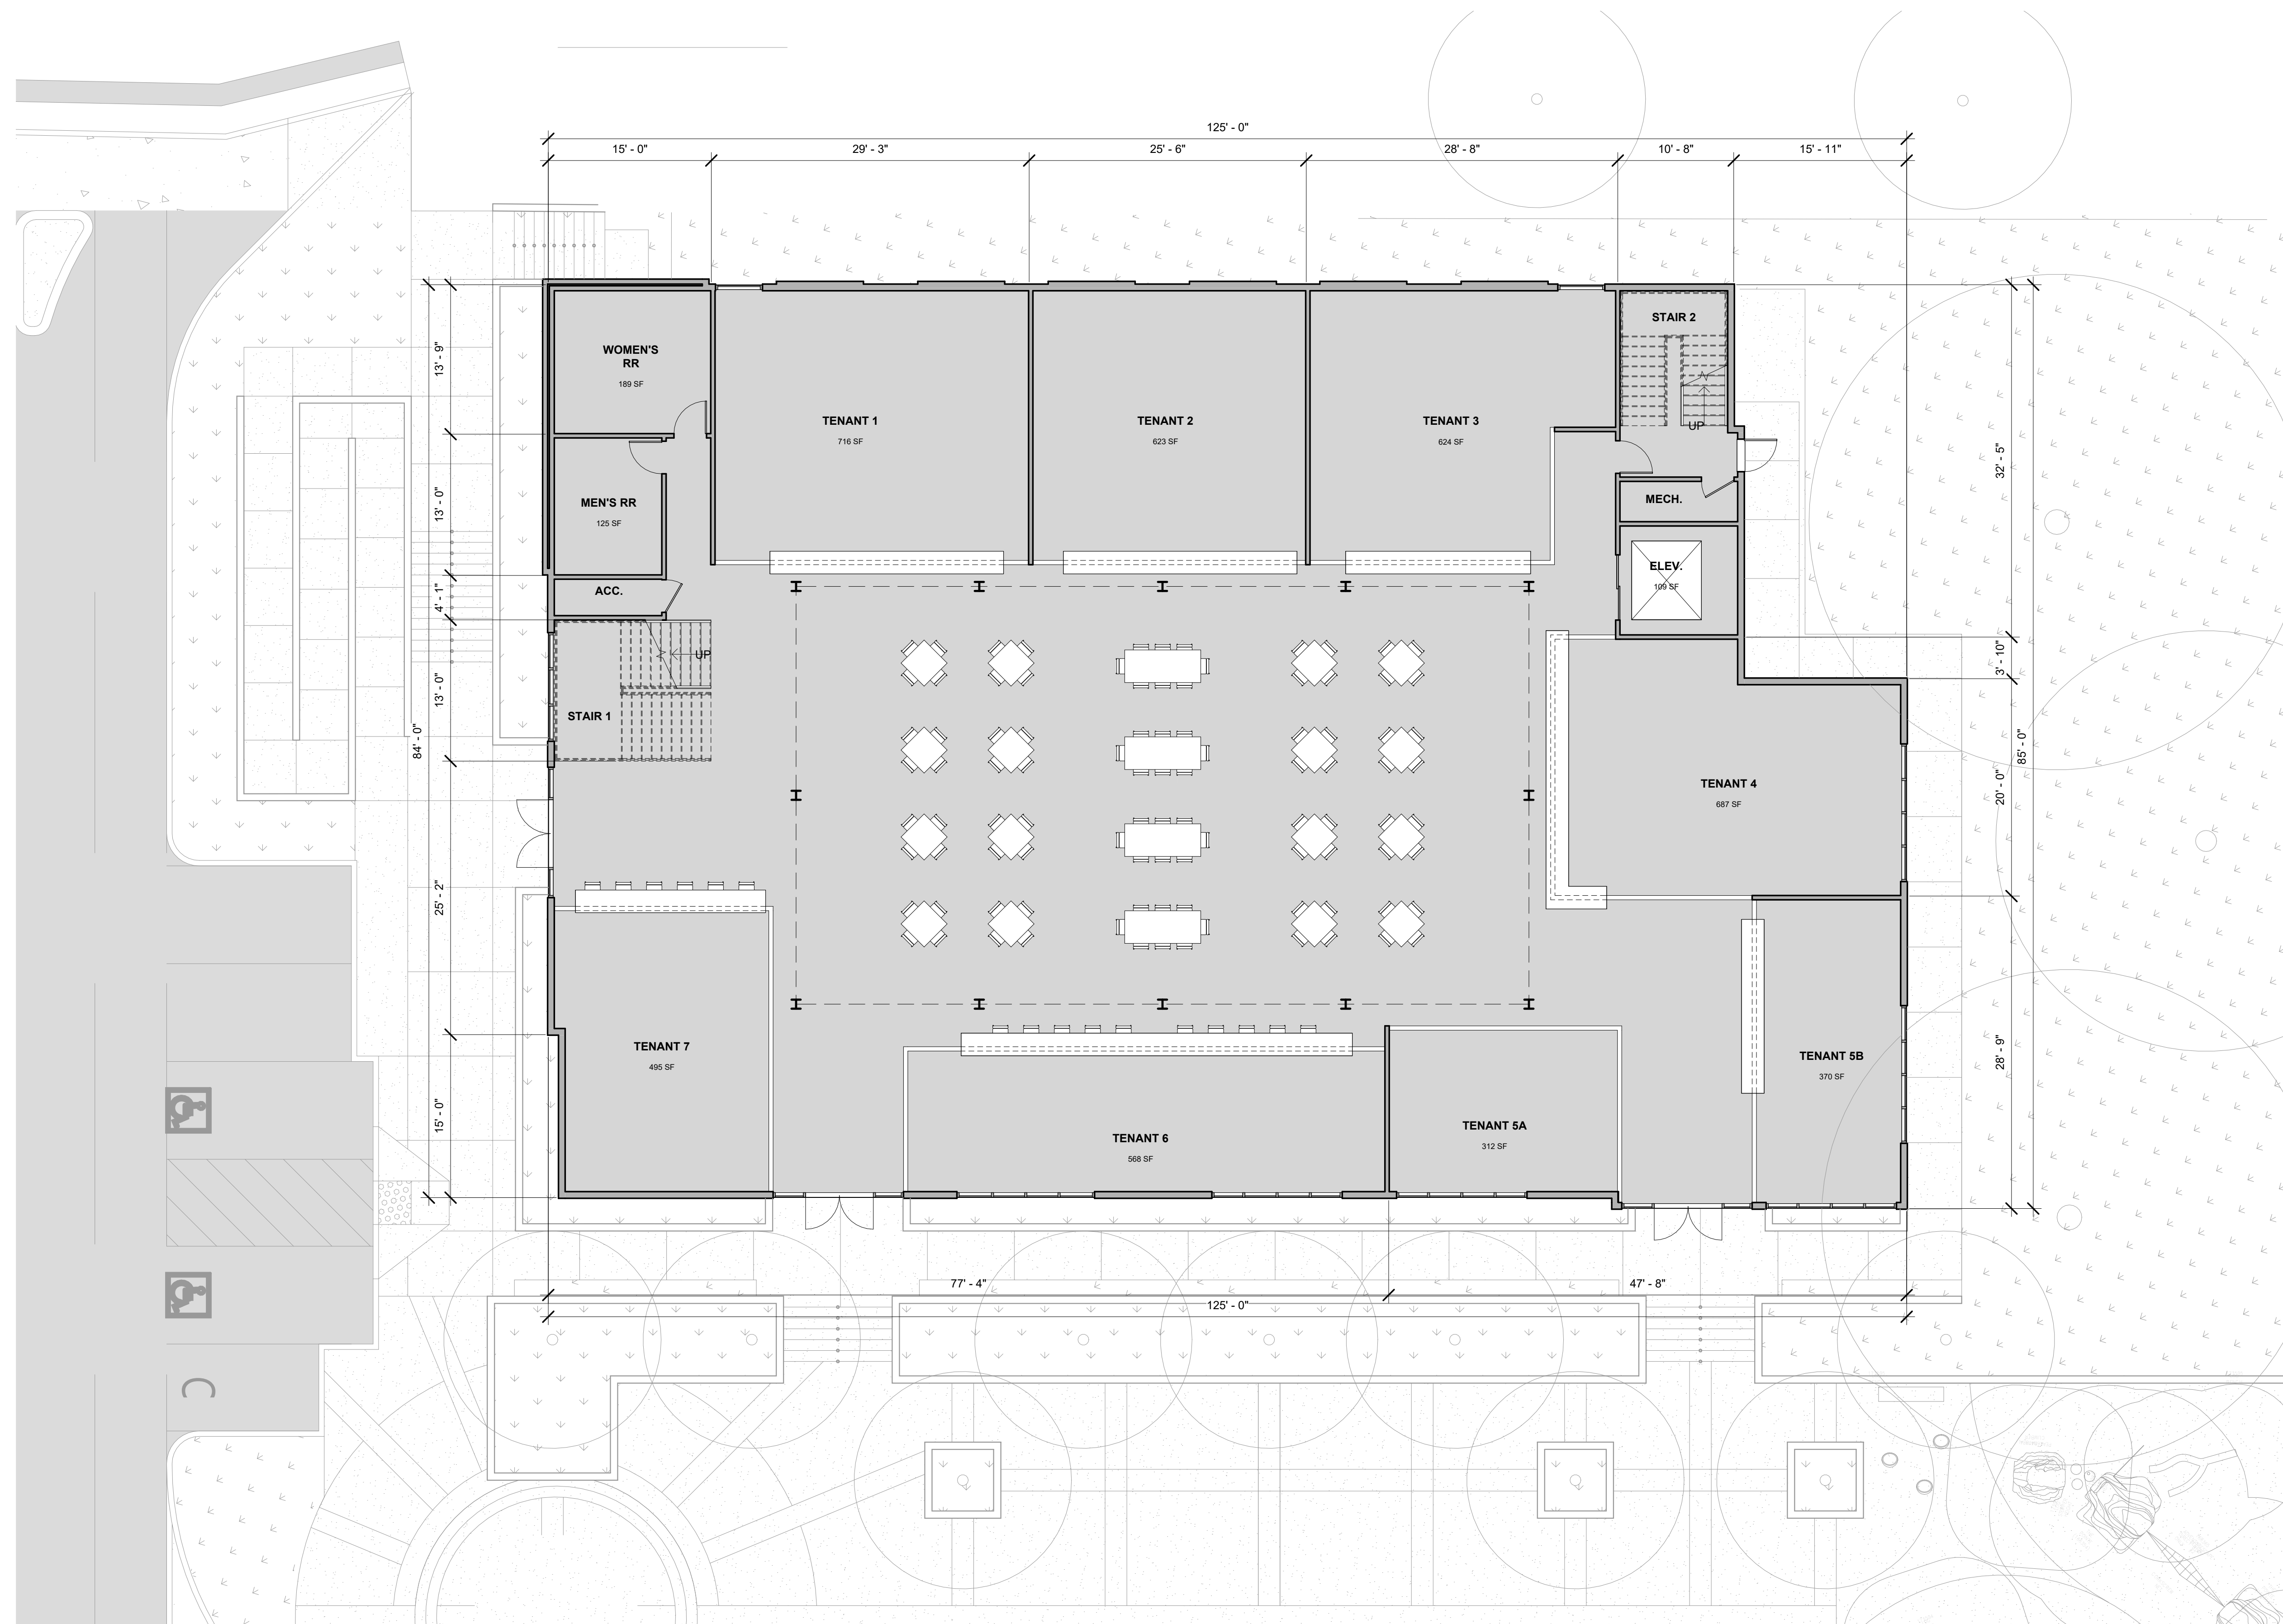 125' - 0"
15' - 0"
29' - 3"
25' - 6"
28' - 8"
10' - 8"
15' - 11"
STAIR 2
UP
WOMEN'S
RR
189 SF
13' - 9"
TENANT 1
716 SF
TENANT 2
623 SF
TENANT 3
624 SF
32' - 5"
MEN'S RR
125 SF
13' - 0"
MECH.
ELEV.
109 SF
ACC.
4' - 1"
UP
STAIR 1
13' - 0"
84' - 0"
3' - 10"
TENANT 4
687 SF
20' - 0"
85' - 0"
25' - 2"
TENANT 7
495 SF
TENANT 5B
370 SF
28' - 9"
15' - 0"
TENANT 6
568 SF
TENANT 5A
312 SF
77' - 4"
47' - 8"
125' - 0"
C